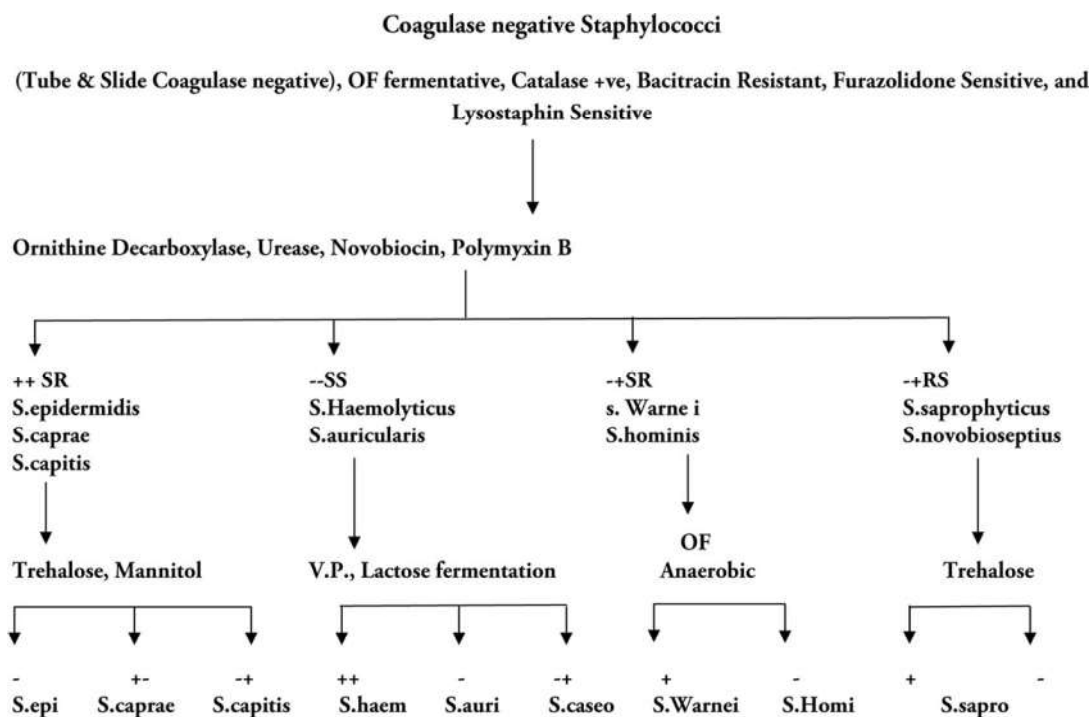 Coagulase negative Staphylococci
(Tube & Slide Coagulase negative), OF fermentative, Catalase +ve, Bacitracin Resistant, Furazolidone Sensitive, and
Lysostaphin Sensitive
Ornithine Decarboxylase, Urease, Novobiocin, Polymyxin B
++ SR
S.epidermidis
S.caprae
S.capitis
--SS
S.Haemolyticus
S.auricularis
-+SR
s. Warne i
S.hominis
-+RS
S.saprophyticus
S.novobioseptius
Trehalose, Mannitol
V.P., Lactose fermentation
OF
Anaerobic
Trehalose
- +- -+ ++ - -+ + - + -
S.epi S.caprae S.capitis S.haem S.auri S.caseo S.Warnei S.Homi S.sapro